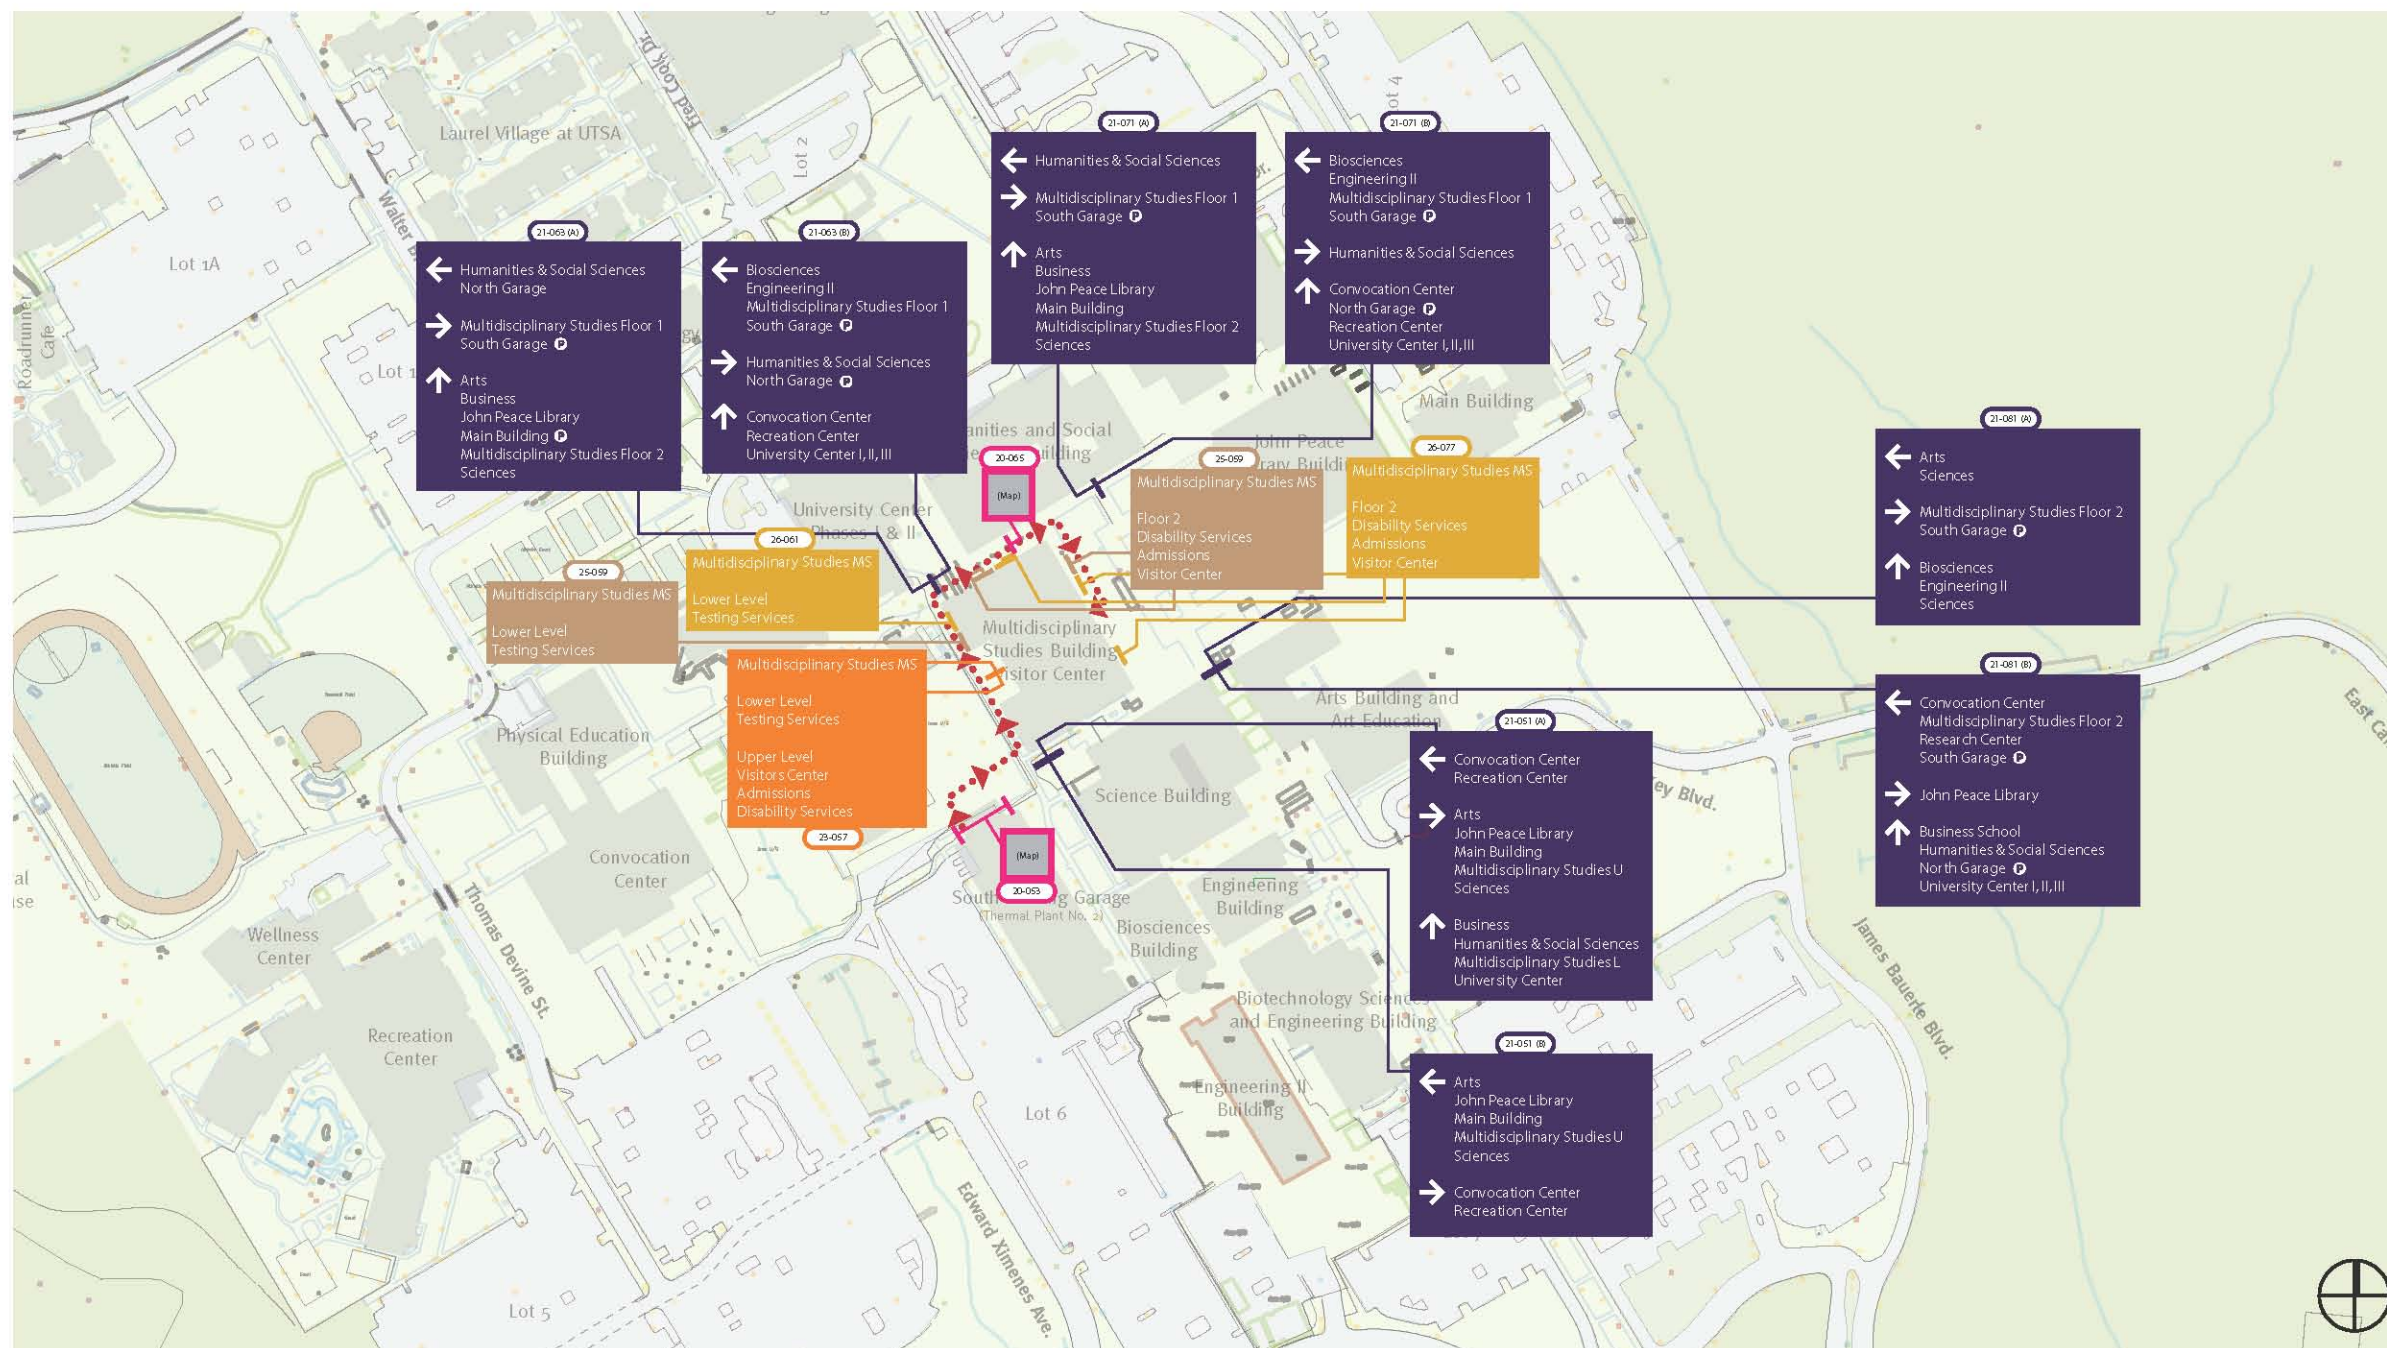 Laurel Village at UTSA
Fred Cook Dr.
Lot 2
Lot 1A
Roadrunner
Cafe
21-063 (A)
Humanities & Social Sciences
North Garage
Multidisciplinary Studies Floor 1
South Garage P
Arts
Business
John Peace Library
Main Building P
Multidisciplinary Studies Floor 2
Sciences
21-063 (B)
Biosciences
Engineering II
Multidisciplinary Studies Floor 1
South Garage P
Humanities & Social Sciences
North Garage P
Convocation Center
Recreation Center
University Center I, II, III
21-071 (A)
Humanities & Social Sciences
Multidisciplinary Studies Floor 1
South Garage P
Arts
Business
John Peace Library
Main Building
Multidisciplinary Studies Floor 2
Sciences
21-071 (B)
Biosciences
Engineering II
Multidisciplinary Studies Floor 1
South Garage P
Humanities & Social Sciences
Convocation Center
North Garage P
Recreation Center
University Center I, II, III
Main Building
and Social
John Peace
20-065
(Map)
25-059
Multidisciplinary Studies MS
Floor 2
Disability Services
Admissions
Visitor Center
26-077
Multidisciplinary Studies MS
Floor 2
Disability Services
Admissions
Visitor Center
21-081 (A)
Arts
Sciences
Multidisciplinary Studies Floor 2
South Garage P
Biosciences
Engineering II
Sciences
University Center
Phases I & II
26-061
Multidisciplinary Studies MS
Lower Level
Testing Services
25-059
Multidisciplinary Studies MS
Lower Level
Testing Services
Multidisciplinary
Studies Building
Visitor Center
Multidisciplinary Studies MS
Lower Level
Testing Services
Upper Level
Visitors Center
Admissions
Disability Services
23-057
21-081 (B)
Convocation Center
Multidisciplinary Studies Floor 2
Research Center
South Garage P
John Peace Library
Business School
Humanities & Social Sciences
North Garage P
University Center I, II, III
Arts Building and
Art Education
Physical Education
Building
Science Building
21-051 (A)
Convocation Center
Recreation Center
Arts
John Peace Library
Main Building
Multidisciplinary Studies U
Sciences
Business
Humanities & Social Sciences
Multidisciplinary Studies L
University Center
Blvd.
Convocation
Center
(Map)
20-053
South
Garage
(Thermal Plant No. 2)
Engineering
Building
Biosciences
Building
Wellness
Center
Thomas Devine St.
James Bauerle Blvd.
Biotechnology Sciences
and Engineering Building
Recreation
Center
21-051 (B)
Arts
John Peace Library
Main Building
Multidisciplinary Studies U
Sciences
Convocation Center
Recreation Center
Engineering II
Building
Lot 6
Edward Ximenes Ave.
Lot 5